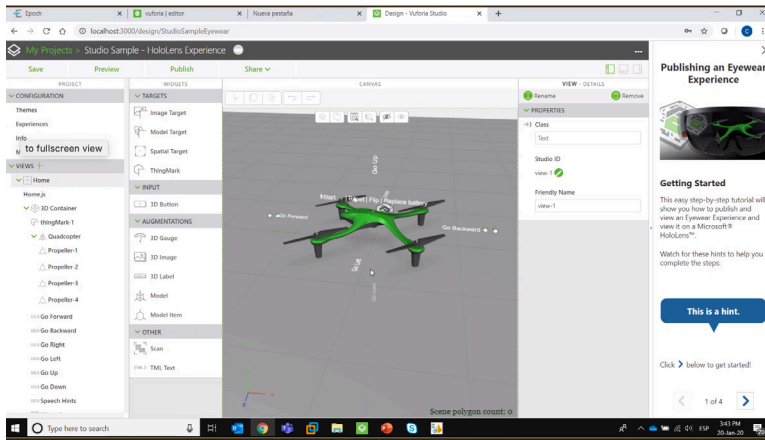 Epoch
vuforia | editor
Nueva pestaña
Design - Vuforia Studio
localhost:3000/design/StudioSampleEyewear
My Projects > Studio Sample - HoloLens Experience
Save
Preview
Publish
Share
PROJECT
CONFIGURATION
Themes
Experiences
Info
to fullscreen view
VIEWS
Home
Home.js
3D Container
thingMark-1
Quadcopter
Propeller-1
Propeller-2
Propeller-3
Propeller-4
Go Forward
Go Backward
Go Right
Go Left
Go Up
Go Down
Speech Hints
WIDGETS
TARGETS
Image Target
Model Target
Spatial Target
ThingMark
INPUT
3D Button
AUGMENTATIONS
3D Gauge
3D Image
3D Label
Model
Model Item
OTHER
Scan
TML Text
CANVAS
Go Up
Flip | Replace battery
Go Forward
Go Backward
Scene polygon count: 0
VIEW - DETAILS
Rename
Remove
PROPERTIES
Class
Text
Studio ID
view-1
Friendly Name
view-1
Publishing an Eyewear
Experience
Getting Started
This easy step-by-step tutorial will
show you how to publish and
view an Eyewear Experience and
view it on a Microsoft®
HoloLens™.
Watch for these hints to help you
complete the steps:
This is a hint.
Click > below to get started!
1 of 4
Type here to search
ESP
3:43 PM
20-Jan-20